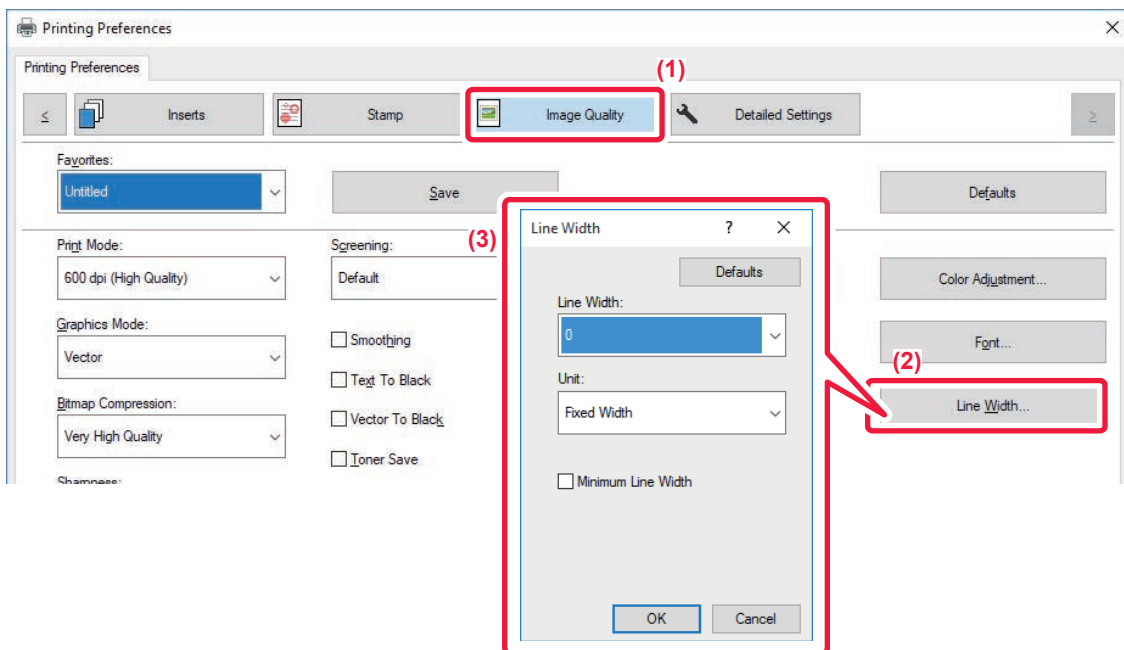 Printing Preferences
Printing Preferences
(1)
≤ Inserts Stamp Image Quality Detailed Settings ≥
Favorites:
Untitled Save Defaults
Print Mode: Screening:
600 dpi (High Quality) Default Color Adjustment...
Graphics Mode:
Vector Smoothing Font...
Text To Black
Bitmap Compression:
Very High Quality Vector To Black
Toner Save
Sharpness:
(2)
Line Width...
(3)
Line Width ?
Defaults
Line Width:
0
Unit:
Fixed Width
Minimum Line Width
OK Cancel